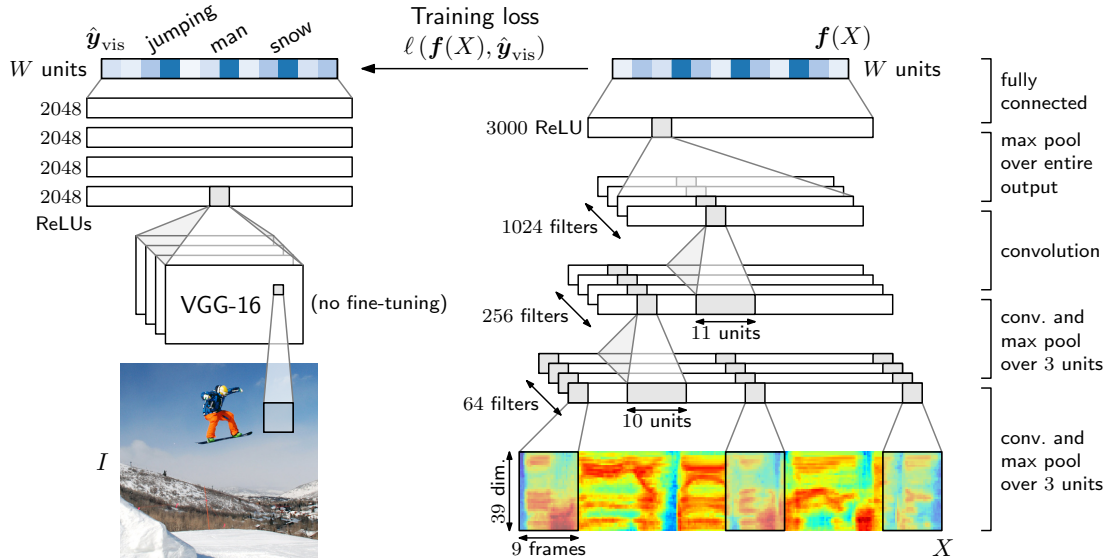 ŷ_vis
jumping
man
snow
W units
2048
2048
2048
2048
ReLUs
VGG-16
(no fine-tuning)
I
Training loss
ℓ (f(X), ŷ_vis)
f(X)
W units
3000 ReLU
1024 filters
256 filters
11 units
64 filters
10 units
39 dim.
9 frames
X
fully
connected
max pool
over entire
output
convolution
conv. and
max pool
over 3 units
conv. and
max pool
over 3 units